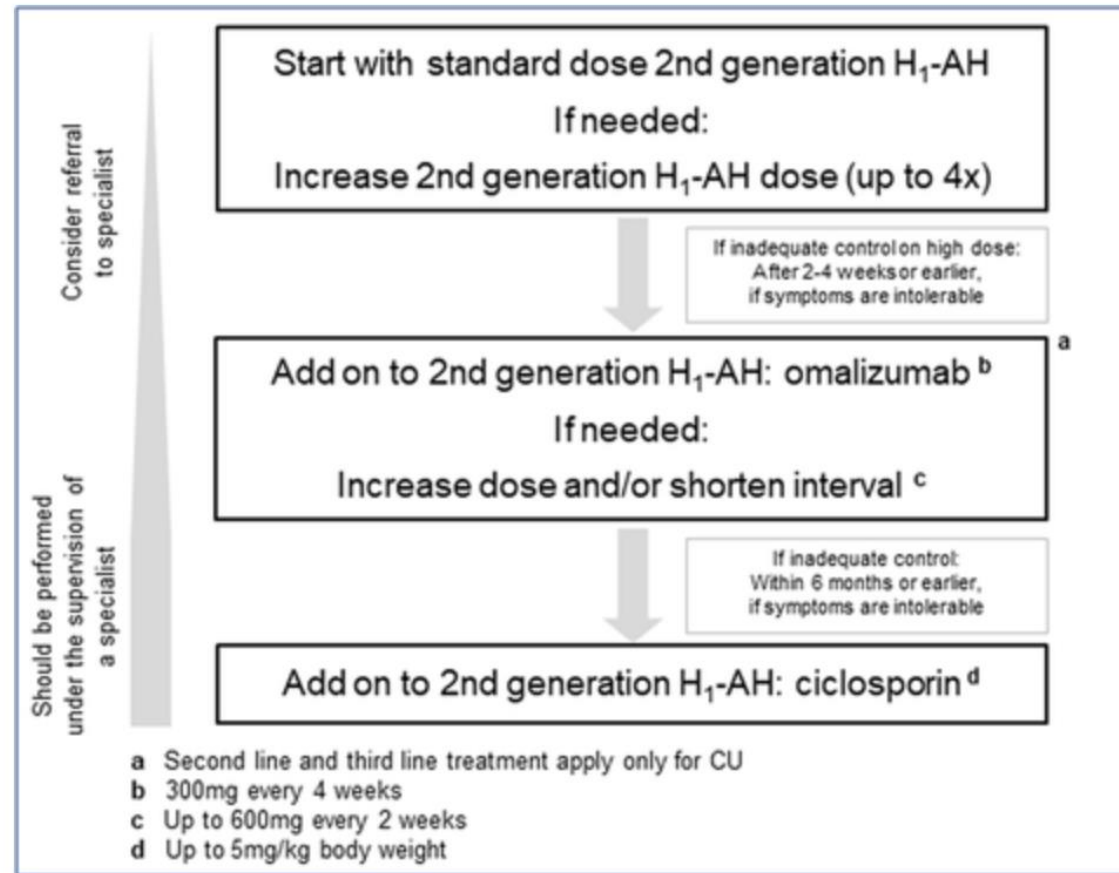 Consider referral
to specialist
Should be performed
under the supervision of
a specialist
Start with standard dose 2nd generation H₁-AH
If needed:
Increase 2nd generation H₁-AH dose (up to 4x)
If inadequate control on high dose:
After 2-4 weeks or earlier,
if symptoms are intolerable
a
Add on to 2nd generation H₁-AH: omalizumab b
If needed:
Increase dose and/or shorten interval c
If inadequate control:
Within 6 months or earlier,
if symptoms are intolerable
Add on to 2nd generation H₁-AH: ciclosporin d
a Second line and third line treatment apply only for CU
b 300mg every 4 weeks
c Up to 600mg every 2 weeks
d Up to 5mg/kg body weight